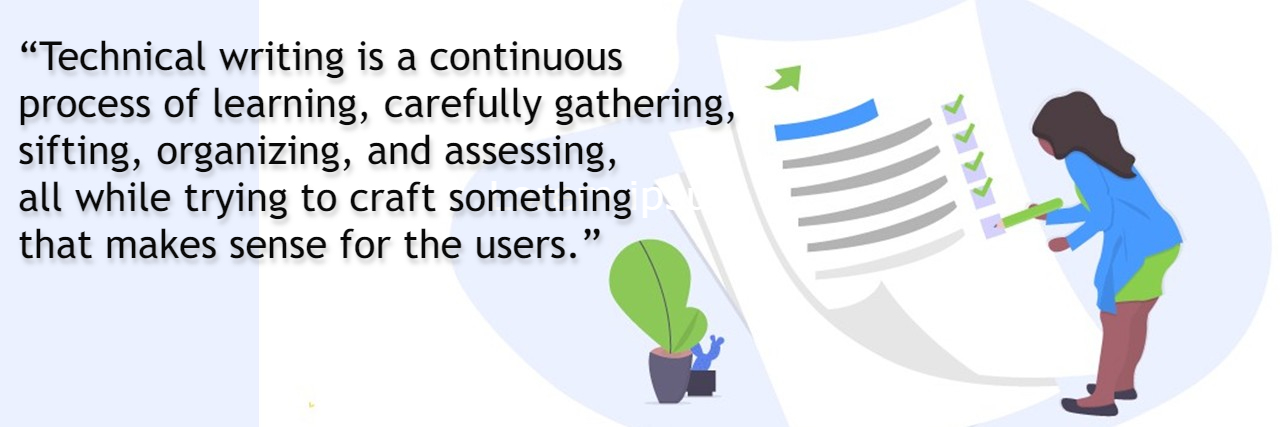 “Technical writing is a continuous
process of learning, carefully gathering,
sifting, organizing, and assessing,
all while trying to craft something
that makes sense for the users.”